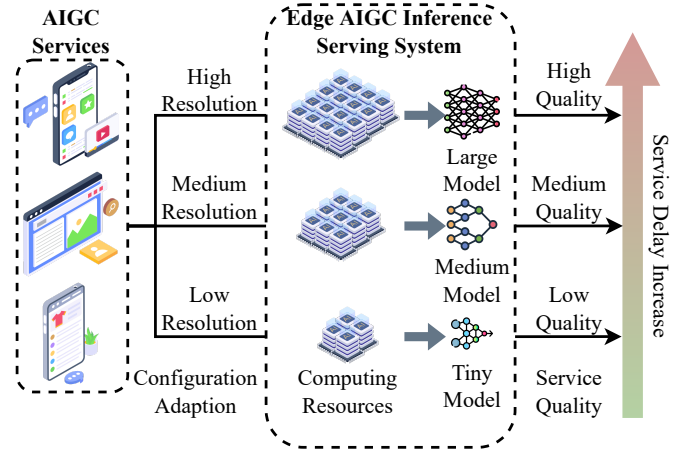 AIGC
Services
Edge AIGC Inference
Serving System
High
Resolution
Large
Model
High
Quality
Medium
Resolution
Medium
Model
Medium
Quality
Low
Resolution
Tiny
Model
Low
Quality
Configuration
Adaption
Computing
Resources
Service
Quality
Service Delay Increase